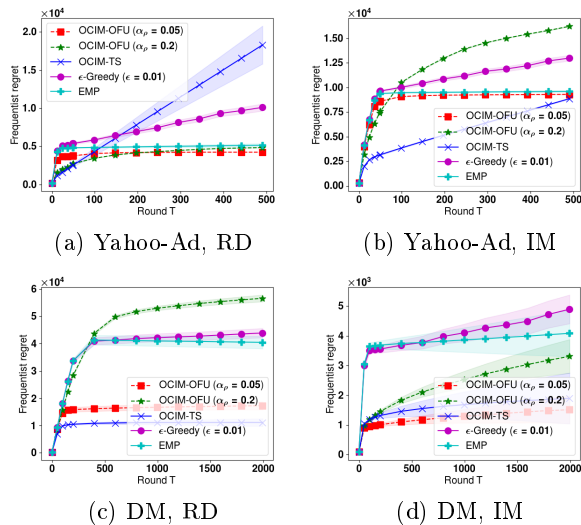 ×10⁴
2.0
1.5
1.0
0.5
0.0
Frequentist regret
OCIM-OFU (αρ = 0.05)
OCIM-OFU (αρ = 0.2)
OCIM-TS
ϵ-Greedy (ϵ = 0.01)
EMP
0 100 200 300 400 500
Round T
(a) Yahoo-Ad, RD
×10⁴
1.50
1.25
1.00
0.75
0.50
0.25
0.00
Frequentist regret
OCIM-OFU (αρ = 0.05)
OCIM-OFU (αρ = 0.2)
OCIM-TS
ϵ-Greedy (ϵ = 0.01)
EMP
0 100 200 300 400 500
Round T
(b) Yahoo-Ad, IM
×10⁴
6
5
4
3
2
1
0
Frequentist regret
OCIM-OFU (αρ = 0.05)
OCIM-OFU (αρ = 0.2)
OCIM-TS
ϵ-Greedy (ϵ = 0.01)
EMP
0 500 1000 1500 2000
Round T
(c) DM, RD
×10³
5
4
3
2
1
0
Frequentist regret
OCIM-OFU (αρ = 0.05)
OCIM-OFU (αρ = 0.2)
OCIM-TS
ϵ-Greedy (ϵ = 0.01)
EMP
0 500 1000 1500 2000
Round T
(d) DM, IM